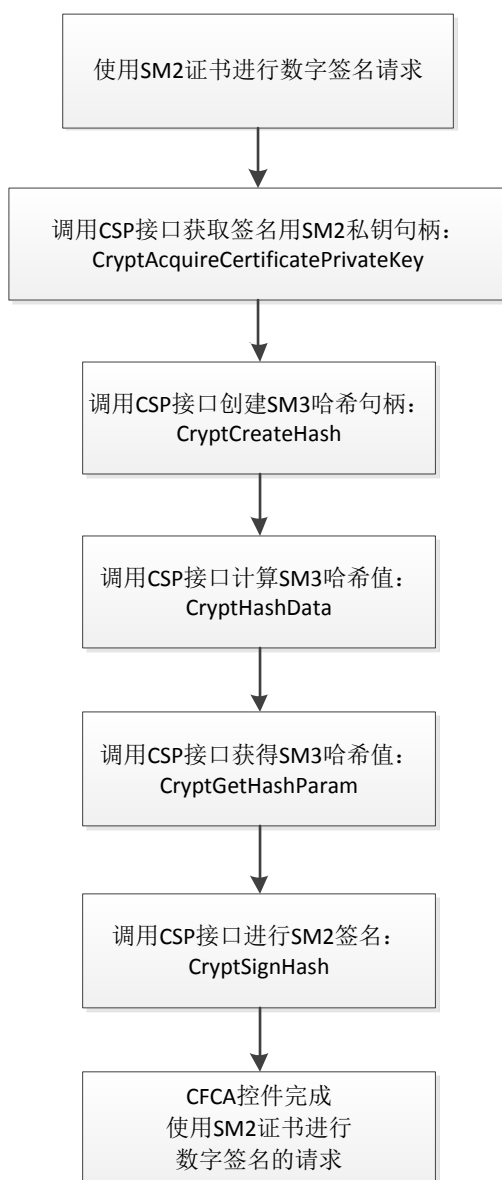 使用SM2证书进行数字签名请求
调用CSP接口获取签名用SM2私钥句柄：
CryptAcquireCertificatePrivateKey
调用CSP接口创建SM3哈希句柄：
CryptCreateHash
调用CSP接口计算SM3哈希值：
CryptHashData
调用CSP接口获得SM3哈希值：
CryptGetHashParam
调用CSP接口进行SM2签名：
CryptSignHash
CFCA控件完成
使用SM2证书进行
数字签名的请求